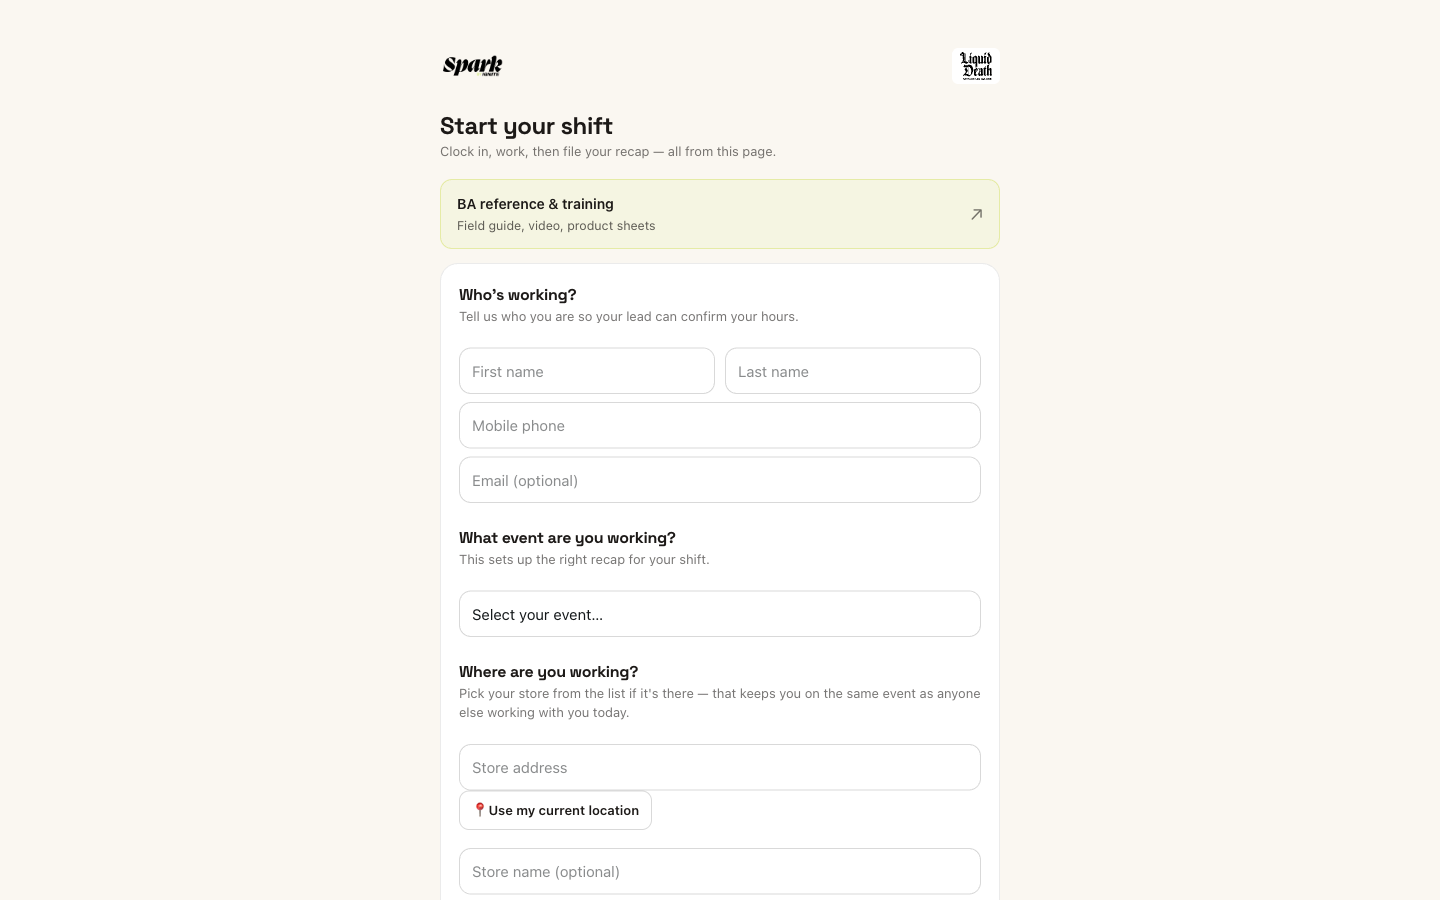 Spark
IGNITE
Liquid
Death
Start your shift
Clock in, work, then file your recap — all from this page.
BA reference & training
Field guide, video, product sheets
Who's working?
Tell us who you are so your lead can confirm your hours.
First name
Last name
Mobile phone
Email (optional)
What event are you working?
This sets up the right recap for your shift.
Select your event...
Where are you working?
Pick your store from the list if it's there — that keeps you on the same event as anyone
else working with you today.
Store address
📍Use my current location
Store name (optional)